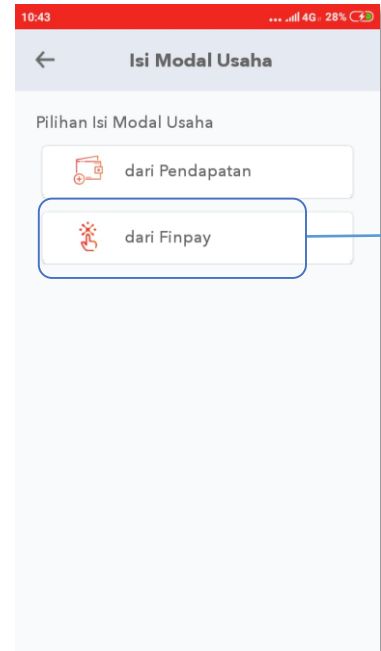 10:43 4G 28%
Isi Modal Usaha
Pilihan Isi Modal Usaha
dari Pendapatan
dari Finpay